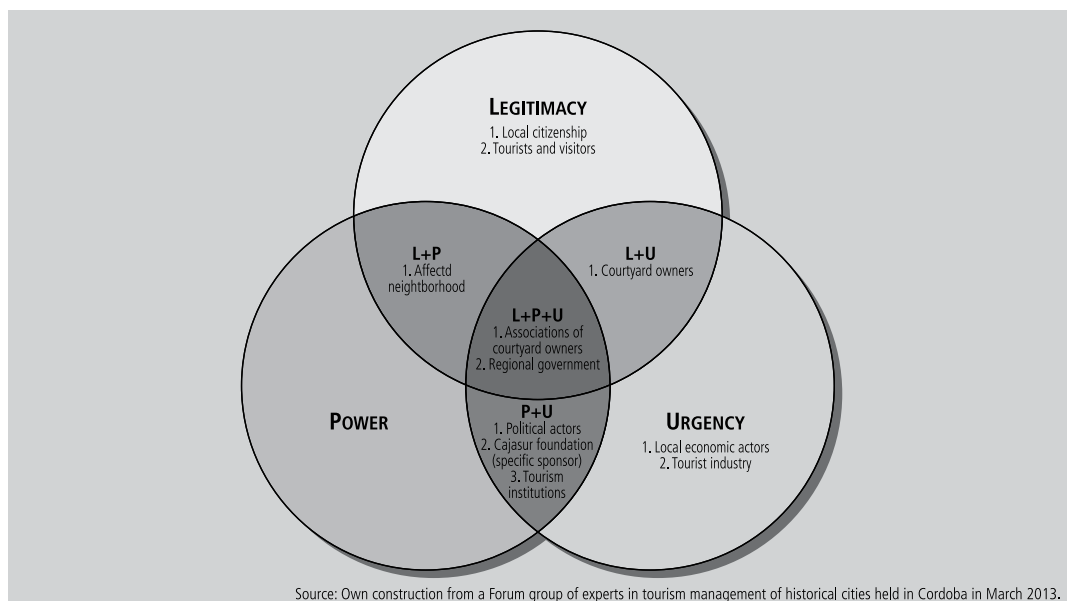 LEGITIMACY
1. Local citizenship
2. Tourists and visitors
L+P
1. Affectd
neightborhood
L+U
1. Courtyard owners
L+P+U
1. Associations of
courtyard owners
2. Regional government
POWER
P+U
1. Political actors
2. Cajasur foundation
(specific sponsor)
3. Tourism
institutions
URGENCY
1. Local economic actors
2. Tourist industry
Source: Own construction from a Forum group of experts in tourism management of historical cities held in Cordoba in March 2013.